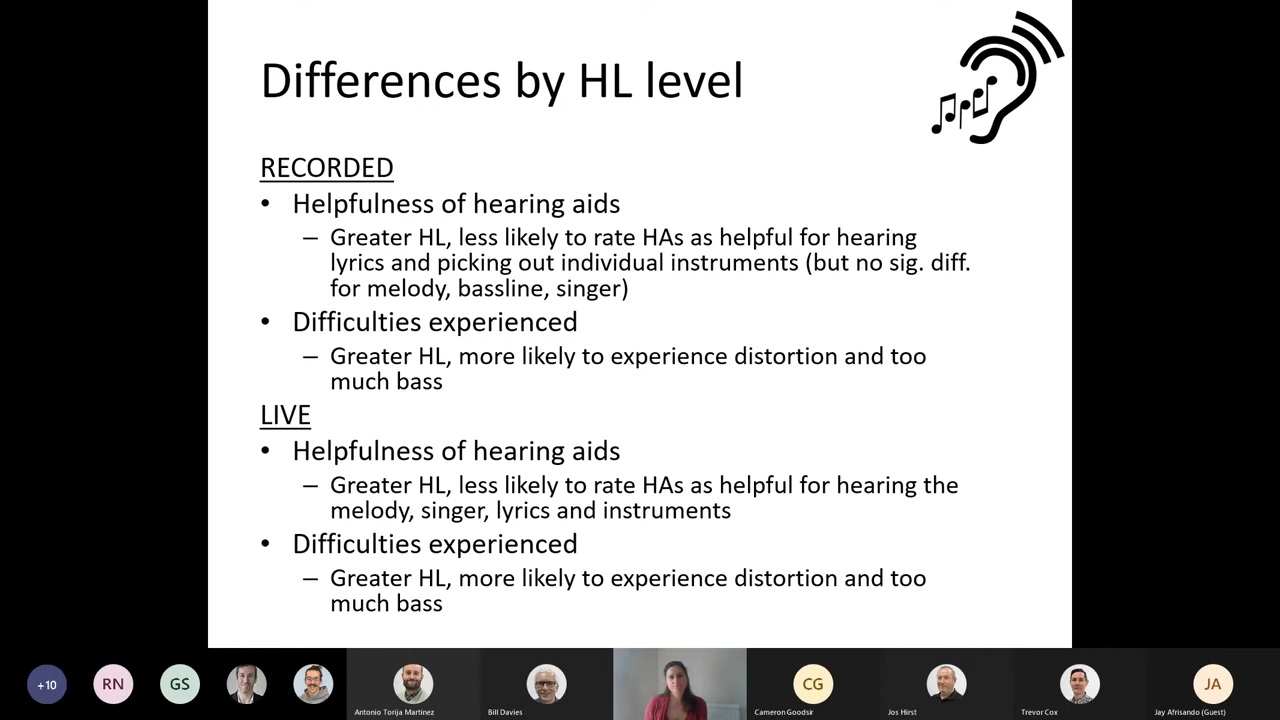 Differences by HL level
RECORDED
• Helpfulness of hearing aids
– Greater HL, less likely to rate HAs as helpful for hearing
lyrics and picking out individual instruments (but no sig. diff.
for melody, bassline, singer)
• Difficulties experienced
– Greater HL, more likely to experience distortion and too
much bass
LIVE
• Helpfulness of hearing aids
– Greater HL, less likely to rate HAs as helpful for hearing the
melody, singer, lyrics and instruments
• Difficulties experienced
– Greater HL, more likely to experience distortion and too
much bass
+10
RN
GS
Antonio Torija Martinez
Bill Davies
CG
Cameron Goodsir
Jos Hirst
Trevor Cox
JA
Jay Afrisando (Guest)